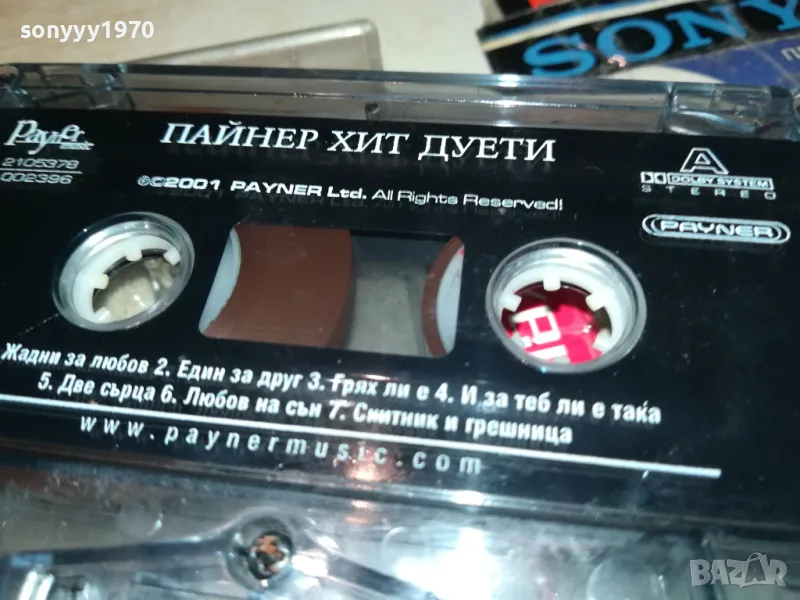 sonyyy1970
SONY
Payner
music
2105378
002396
ПАЙНЕР ХИТ ДУЕТИ
©℗2001 PAYNER Ltd. All Rights Reserved!
A
DOLBY SYSTEM
STEREO
PAYNER
Жадни за любов 2. Един за друг 3. Грях ли е 4. И за теб ли е така
5. Две сърца 6. Любов на сън 7. Скитник и грешница
www.paynermusic.com
BAZAR